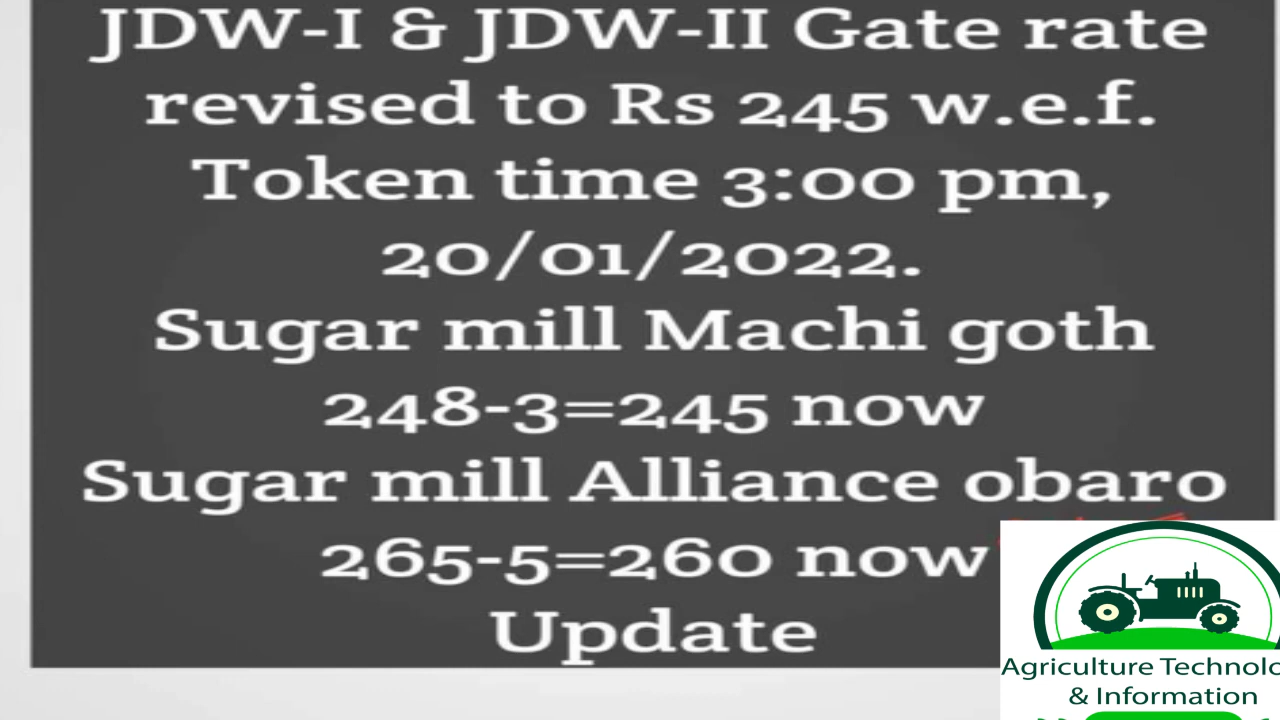 JDW-I & JDW-II Gate rate
revised to Rs 245 w.e.f.
Token time 3:00 pm,
20/01/2022.
Sugar mill Machi goth
248-3=245 now
Sugar mill Alliance obaro
265-5=260 now
Update
Agriculture Technolo
& Information